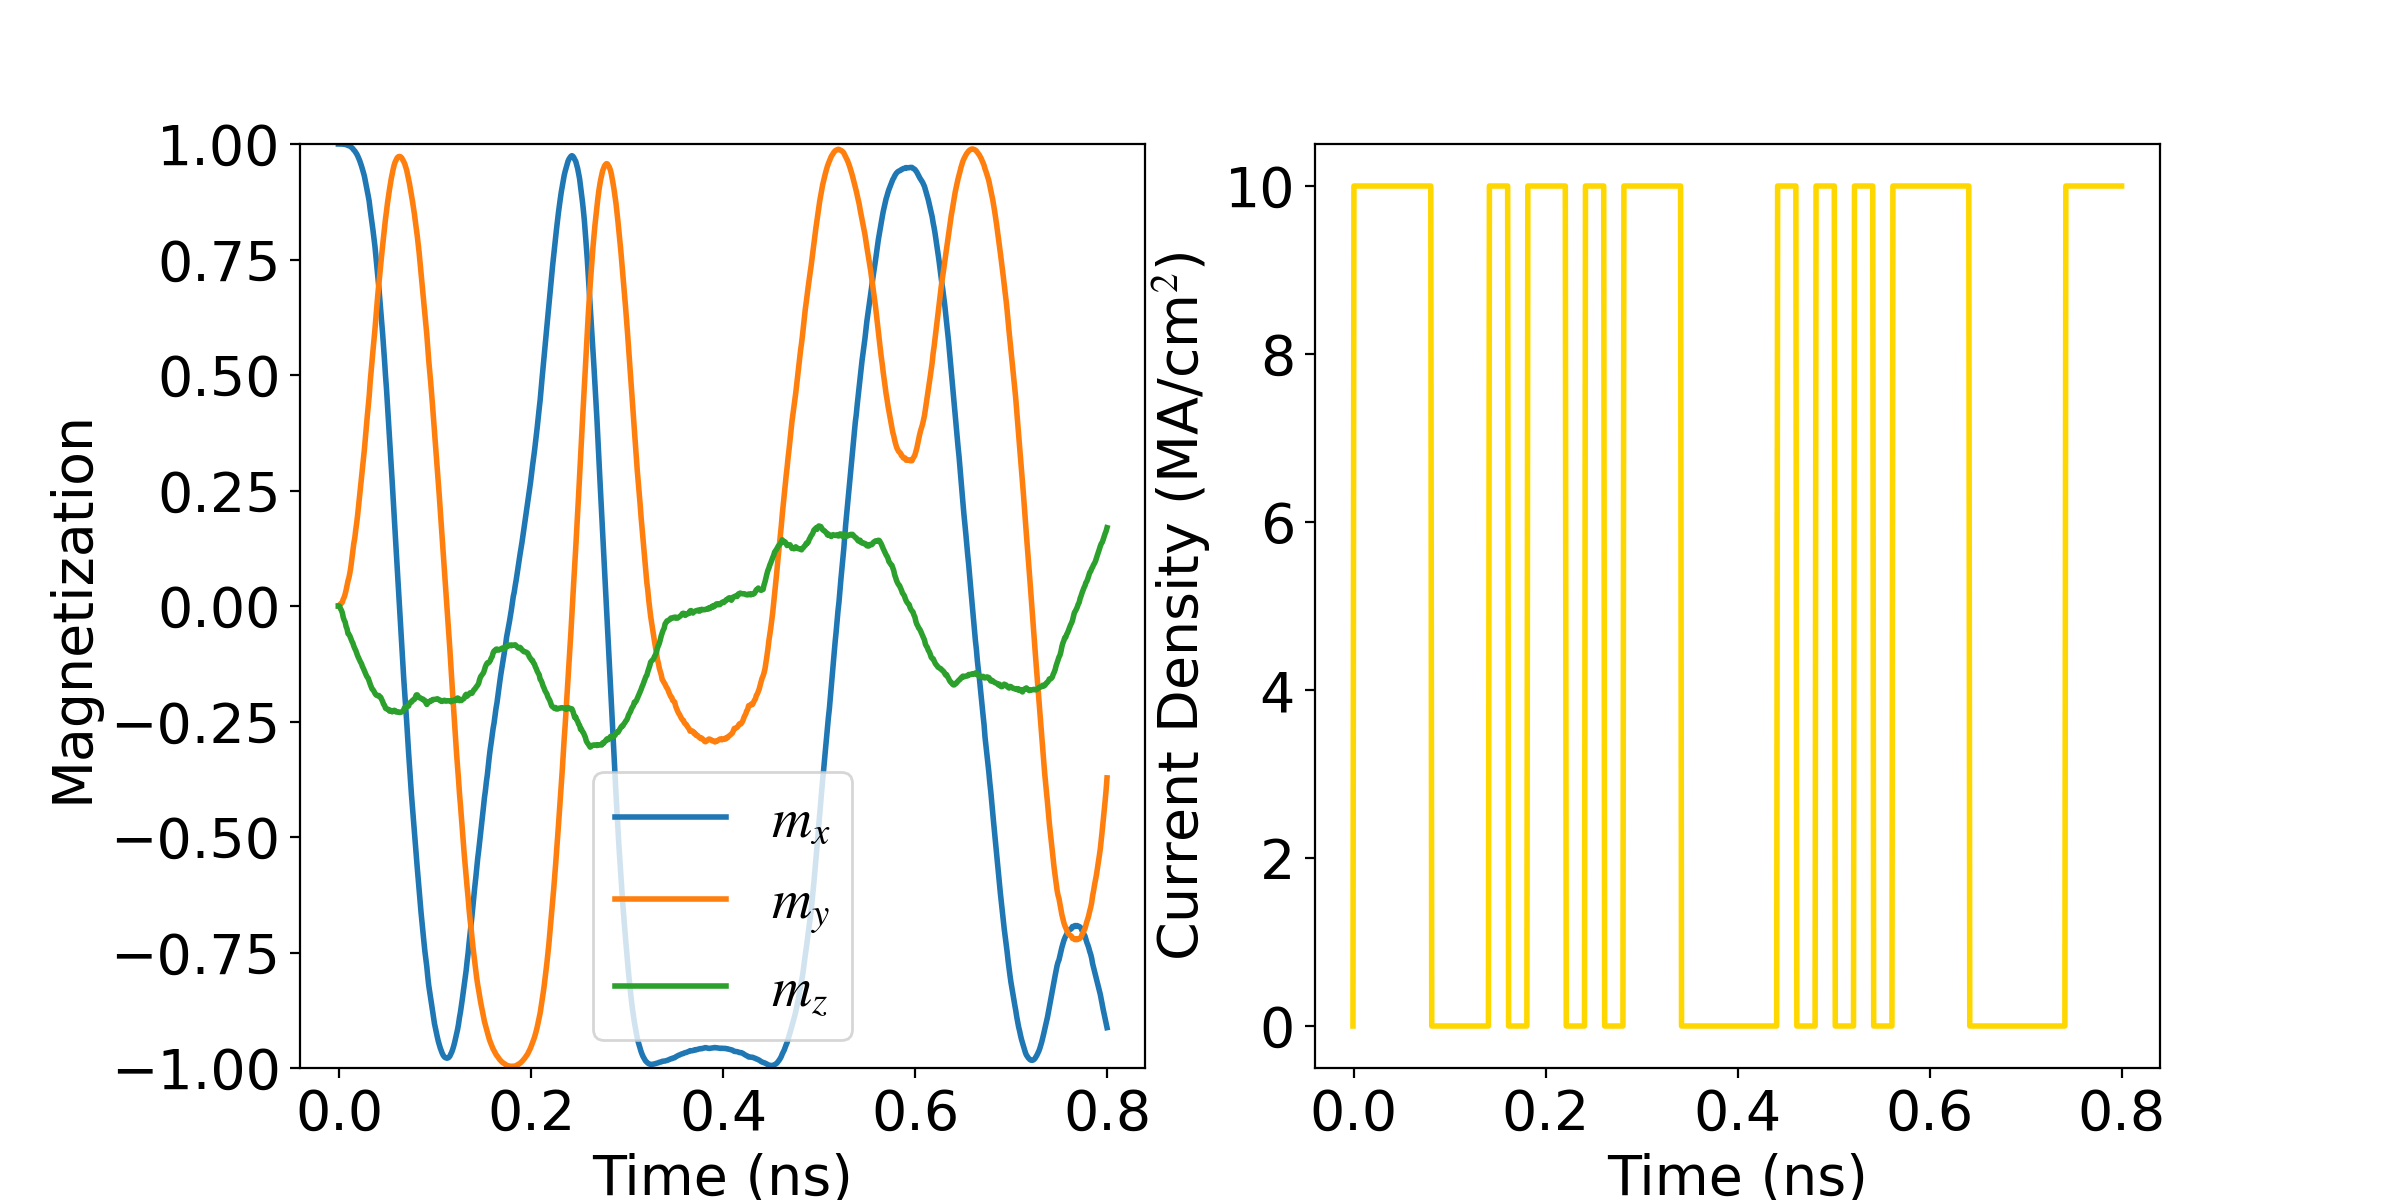 1.00
0.75
0.50
0.25
0.00
−0.25
−0.50
−0.75
−1.00
0.0 0.2 0.4 0.6 0.8
Time (ns)
Magnetization
m_x
m_y
m_z
10
8
6
4
2
0
0.0 0.2 0.4 0.6 0.8
Time (ns)
Current Density (MA/cm²)